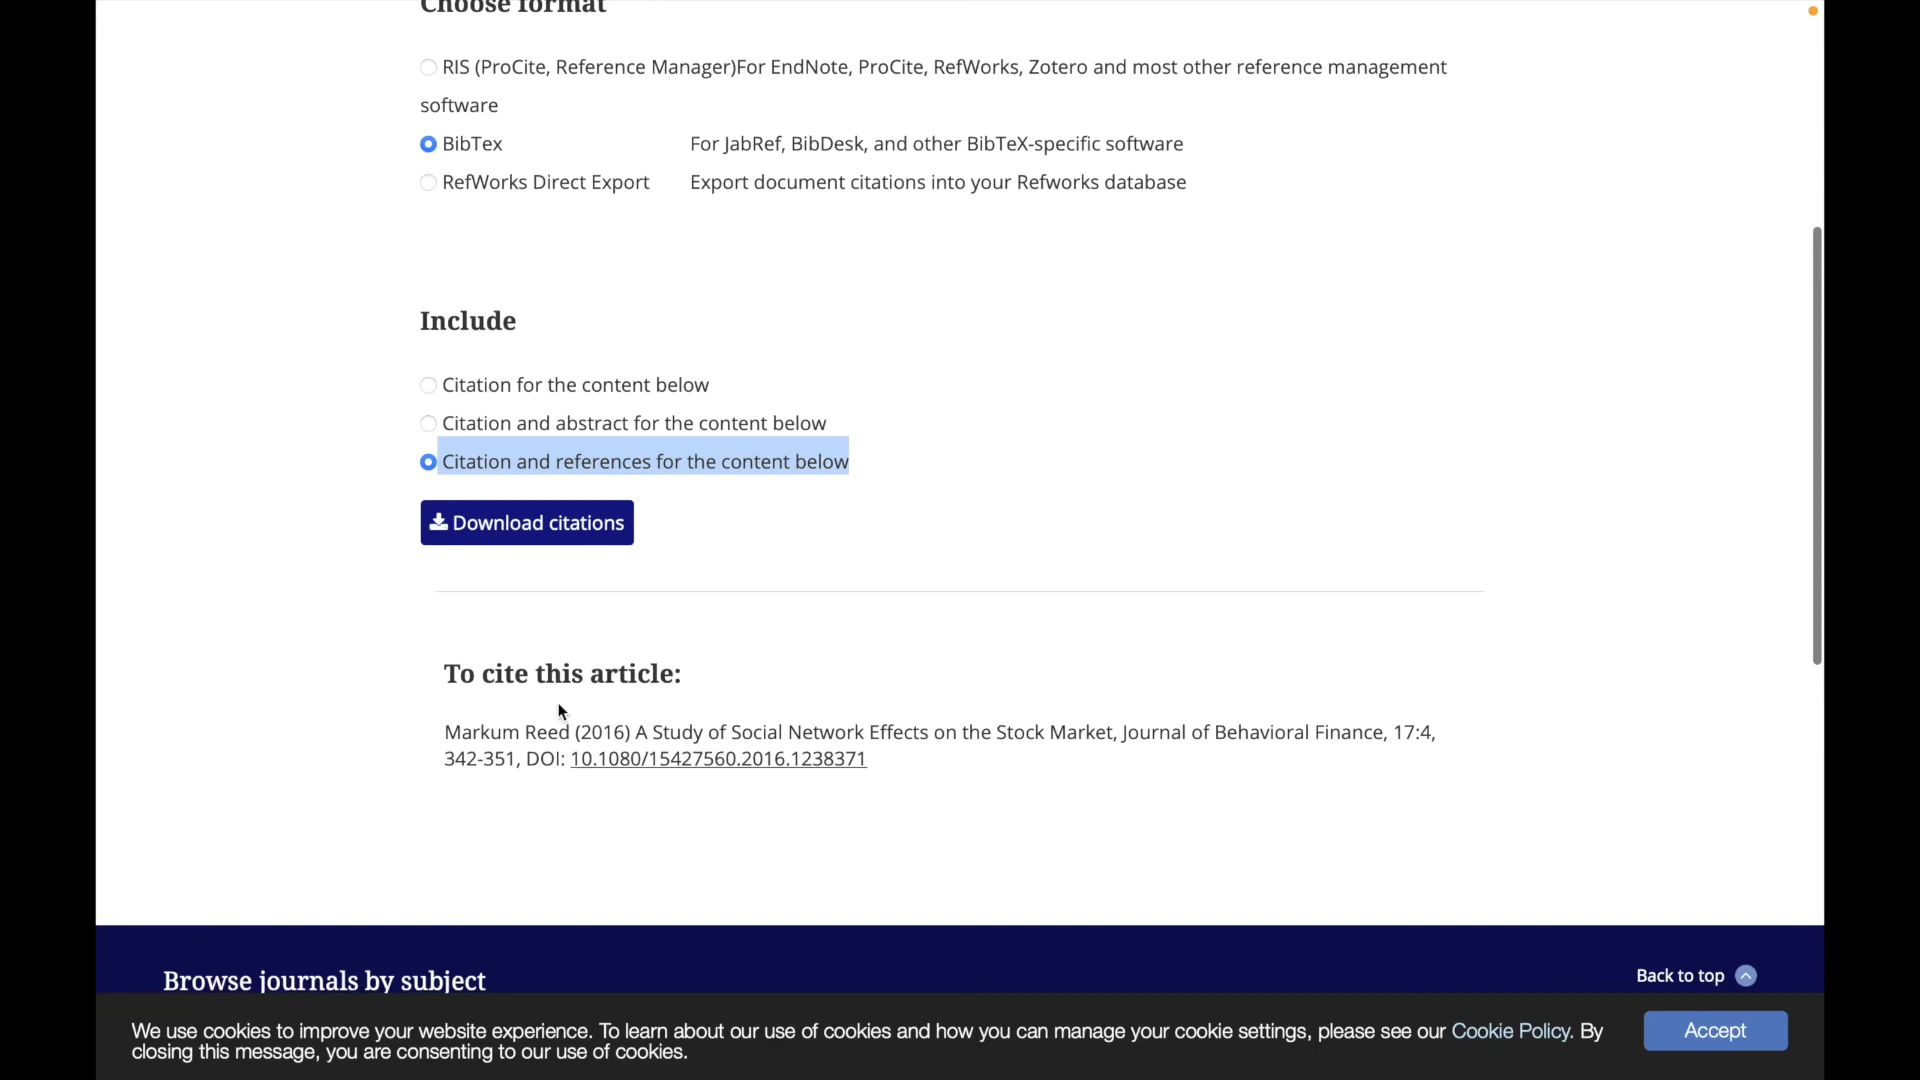 Choose format
RIS (ProCite, Reference Manager)For EndNote, ProCite, RefWorks, Zotero and most other reference management
software
BibTex For JabRef, BibDesk, and other BibTeX-specific software
RefWorks Direct Export Export document citations into your Refworks database
Include
Citation for the content below
Citation and abstract for the content below
Citation and references for the content below
Download citations
To cite this article:
Markum Reed (2016) A Study of Social Network Effects on the Stock Market, Journal of Behavioral Finance, 17:4,
342-351, DOI: 10.1080/15427560.2016.1238371
Browse journals by subject
Back to top
We use cookies to improve your website experience. To learn about our use of cookies and how you can manage your cookie settings, please see our Cookie Policy. By
closing this message, you are consenting to our use of cookies.
Accept